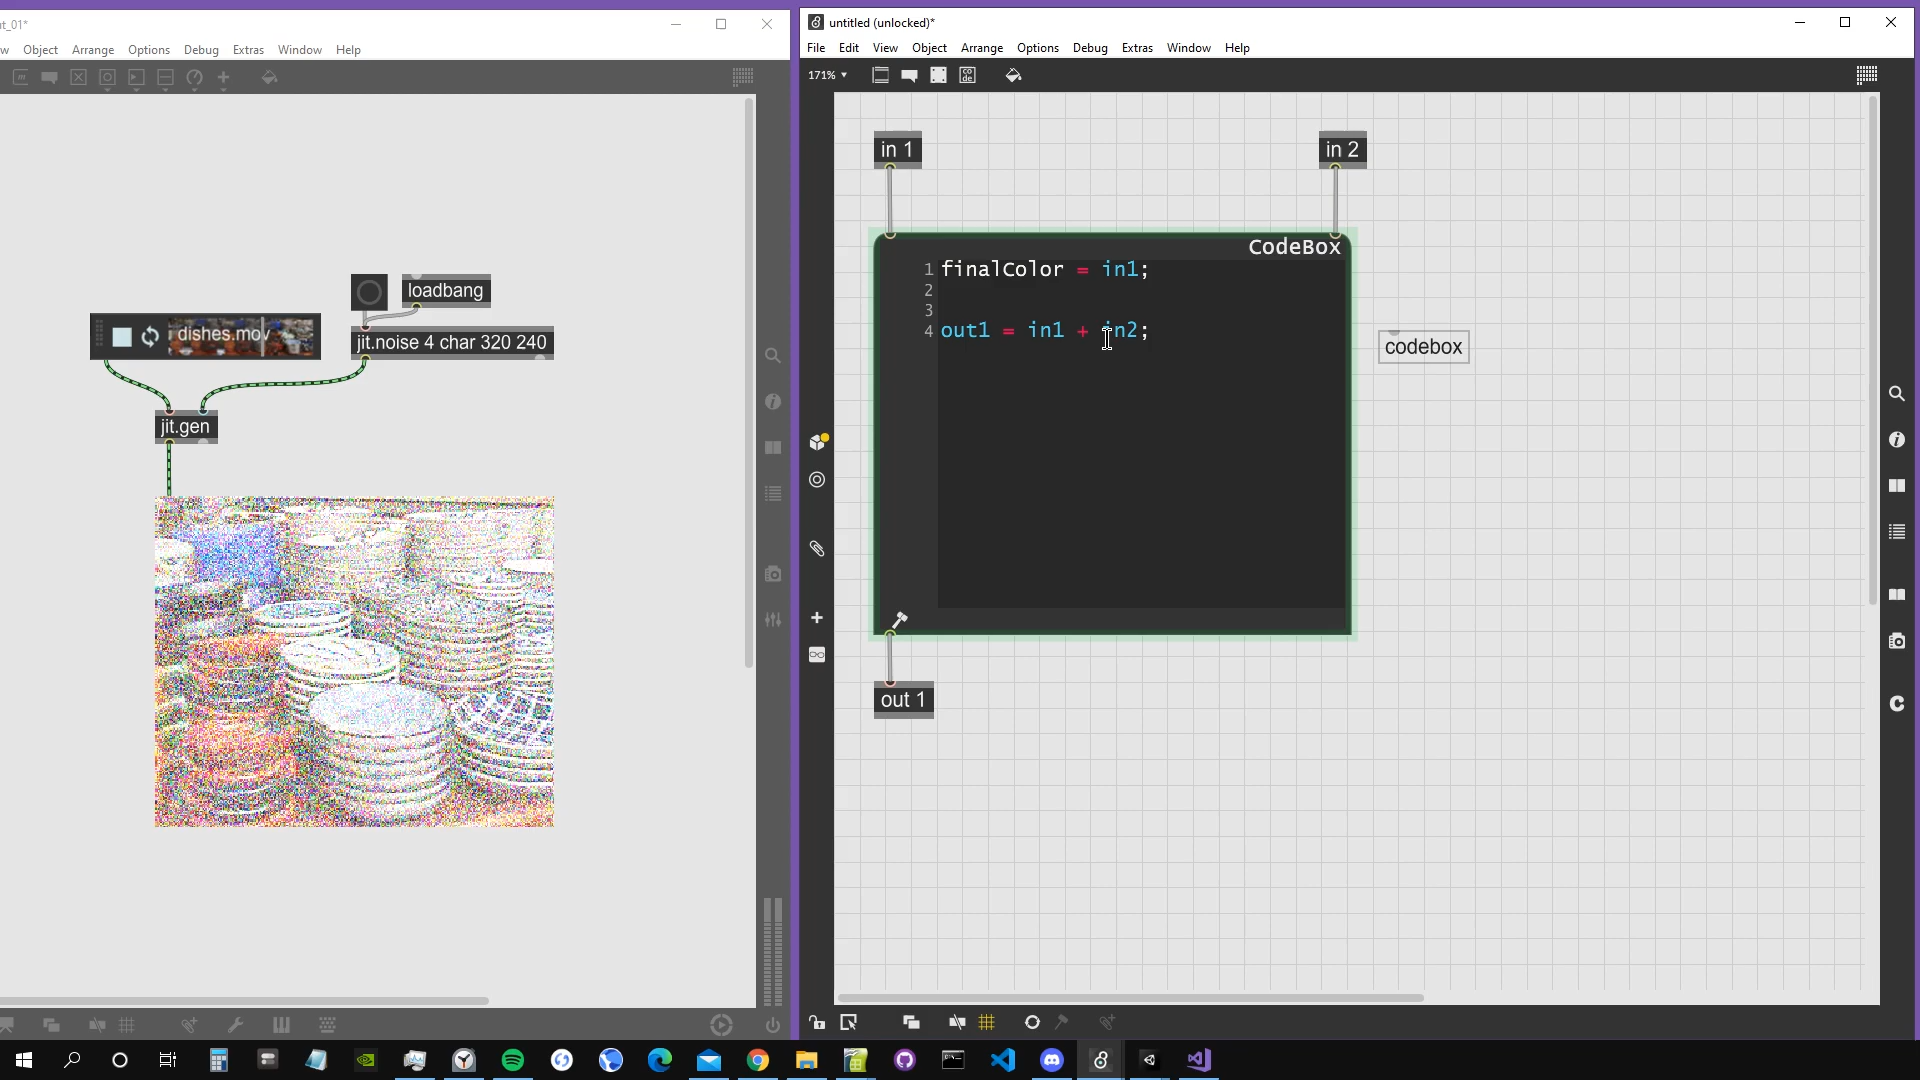 ut_01*
w Object Arrange Options Debug Extras Window Help
loadbang
dishes.mov
jit.noise 4 char 320 240
jit.gen
untitled (unlocked)*
File Edit View Object Arrange Options Debug Extras Window Help
171%
code
in 1
in 2
CodeBox
1 finalColor = in1;
2
3
4 out1 = in1 + in2;
codebox
out 1
C